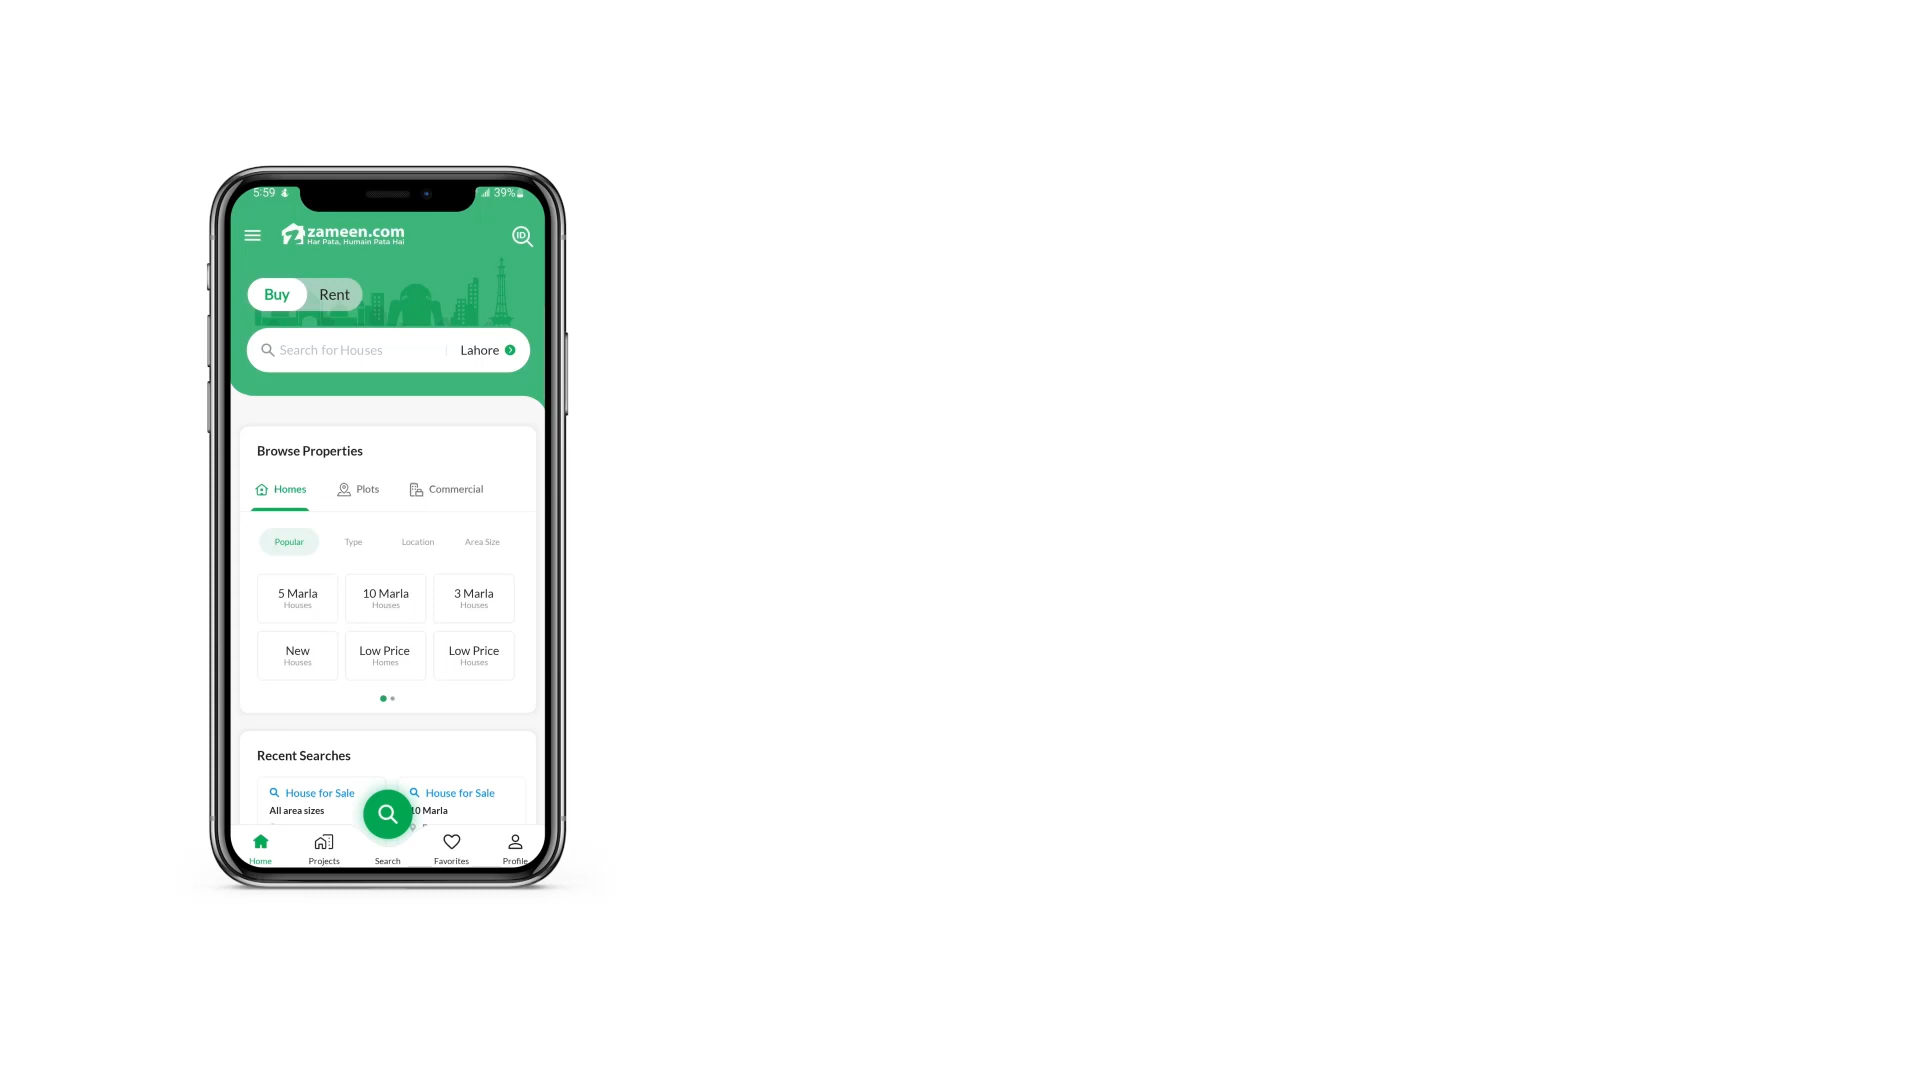 5:59
39%
zameen.com
Har Pata, Humain Pata Hai
ID
Buy Rent
Search for Houses Lahore
Browse Properties
Homes Plots Commercial
Popular Type Location Area Size
5 Marla 10 Marla 3 Marla
Houses Houses Houses
New Low Price Low Price
Houses Homes Houses
Recent Searches
House for Sale House for Sale
All area sizes 10 Marla
Home Projects Search Favorites Profile